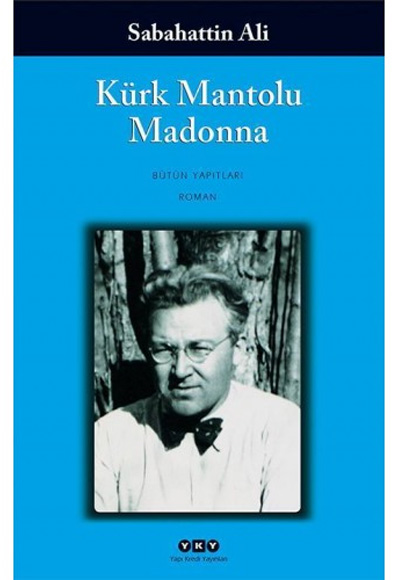 Sabahattin Ali
Kürk Mantolu
Madonna
BÜTÜN YAPITLARI
ROMAN
YKY
Yapı Kredi Yayınları